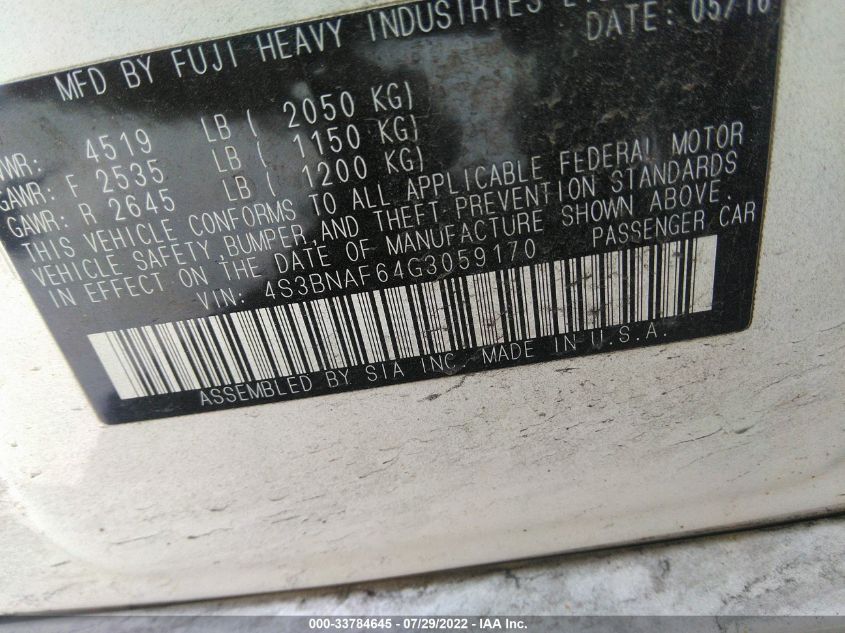 MFD BY FUJI HEAVY INDUSTRIES
DATE: 05/16
GVWR: 4519 LB ( 2050 KG)
GAWR: F 2535 LB ( 1150 KG)
GAWR: R 2645 LB ( 1200 KG)
THIS VEHICLE CONFORMS TO ALL APPLICABLE FEDERAL MOTOR
VEHICLE SAFETY, BUMPER, AND THEFT PREVENTION STANDARDS
IN EFFECT ON THE DATE OF MANUFACTURE SHOWN ABOVE.
VIN: 4S3BNAF64G3059170 PASSENGER CAR
ASSEMBLED BY SIA INC. MADE IN U.S.A.
000-33784645 - 07/29/2022 - IAA Inc.